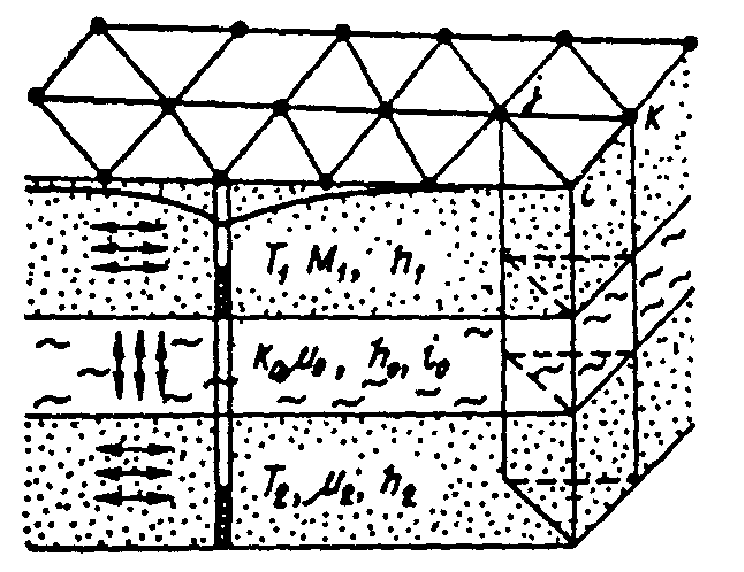 j
K
i
T₁ M₁, h₁
K₀, μ₀, h₀, i₀
T₂, μ₂, h₂